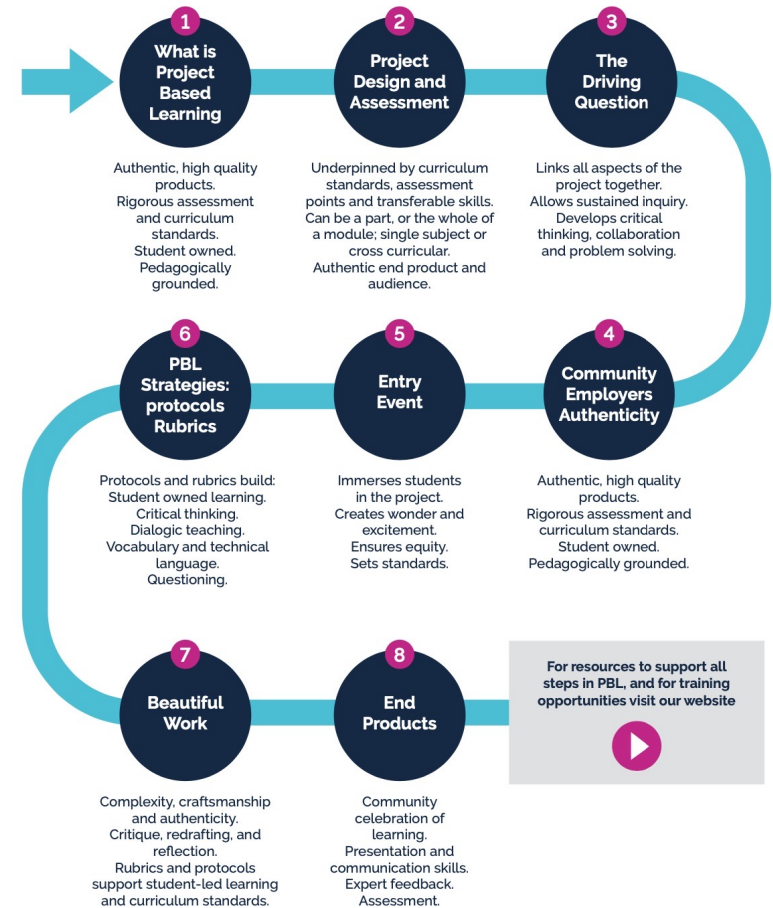 1
What is
Project
Based
Learning
Authentic, high quality
products.
Rigorous assessment
and curriculum
standards.
Student owned.
Pedagogically
grounded.
2
Project
Design and
Assessment
Underpinned by curriculum
standards, assessment
points and transferable skills.
Can be a part, or the whole of
a module; single subject or
cross curricular.
Authentic end product and
audience.
3
The
Driving
Question
Links all aspects of the
project together.
Allows sustained inquiry.
Develops critical
thinking, collaboration
and problem solving.
4
Community
Employers
Authenticity
Authentic, high quality
products.
Rigorous assessment and
curriculum standards.
Student owned.
Pedagogically grounded.
5
Entry
Event
Immerses students
in the project.
Creates wonder and
excitement.
Ensures equity.
Sets standards.
6
PBL
Strategies:
protocols
Rubrics
Protocols and rubrics build:
Student owned learning.
Critical thinking.
Dialogic teaching.
Vocabulary and technical
language.
Questioning.
7
Beautiful
Work
Complexity, craftsmanship
and authenticity.
Critique, redrafting, and
reflection.
Rubrics and protocols
support student-led learning
and curriculum standards.
8
End
Products
Community
celebration of
learning.
Presentation and
communication skills.
Expert feedback.
Assessment.
For resources to support all
steps in PBL, and for training
opportunities visit our website